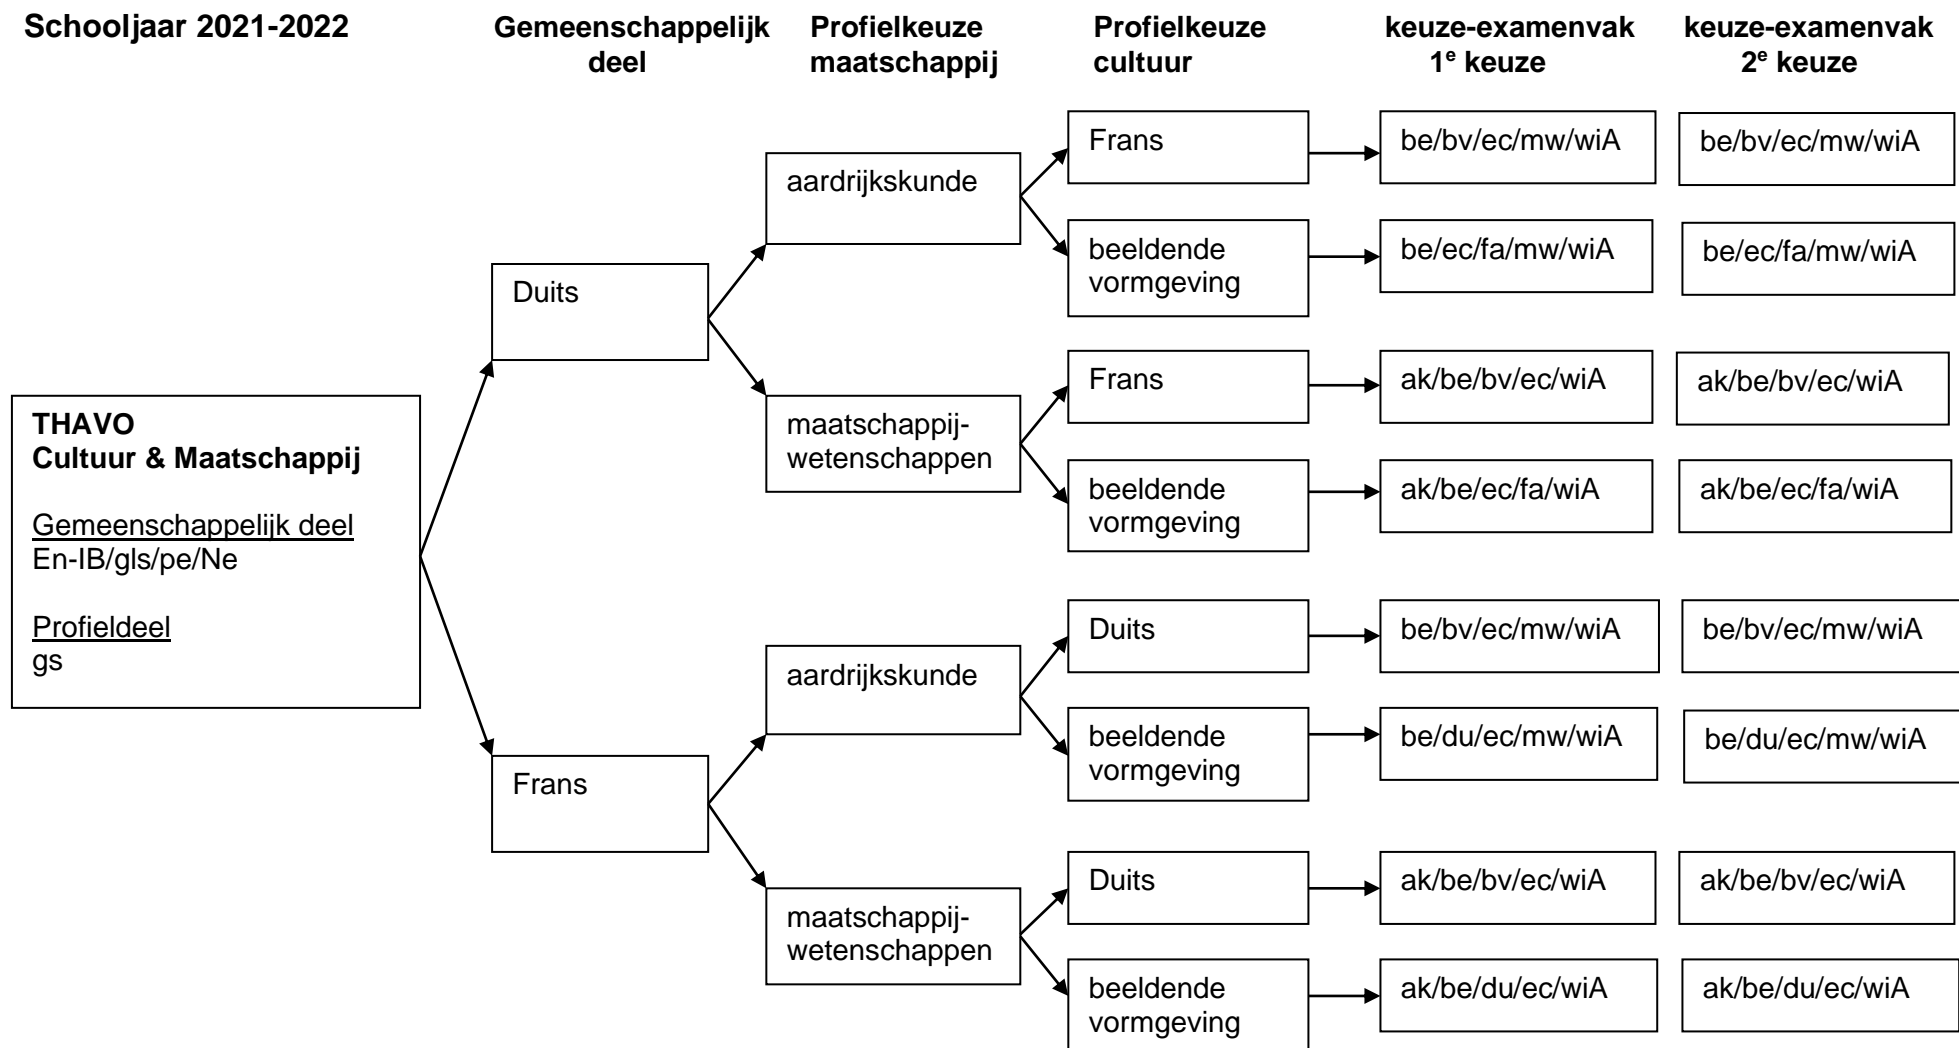 Schooljaar 2021-2022
Gemeenschappelijk deel
Profielkeuze maatschappij
Profielkeuze cultuur
keuze-examenvak 1e keuze
keuze-examenvak 2e keuze
THAVO
Cultuur & Maatschappij
Gemeenschappelijk deel
En-IB/gls/pe/Ne
Profieldeel
gs
Duits
aardrijkskunde
Frans
be/bv/ec/mw/wiA
be/bv/ec/mw/wiA
beeldende
vormgeving
be/ec/fa/mw/wiA
be/ec/fa/mw/wiA
maatschappij-
wetenschappen
Frans
ak/be/bv/ec/wiA
ak/be/bv/ec/wiA
beeldende
vormgeving
ak/be/ec/fa/wiA
ak/be/ec/fa/wiA
Frans
aardrijkskunde
Duits
be/bv/ec/mw/wiA
be/bv/ec/mw/wiA
beeldende
vormgeving
be/du/ec/mw/wiA
be/du/ec/mw/wiA
maatschappij-
wetenschappen
Duits
ak/be/bv/ec/wiA
ak/be/bv/ec/wiA
beeldende
vormgeving
ak/be/du/ec/wiA
ak/be/du/ec/wiA